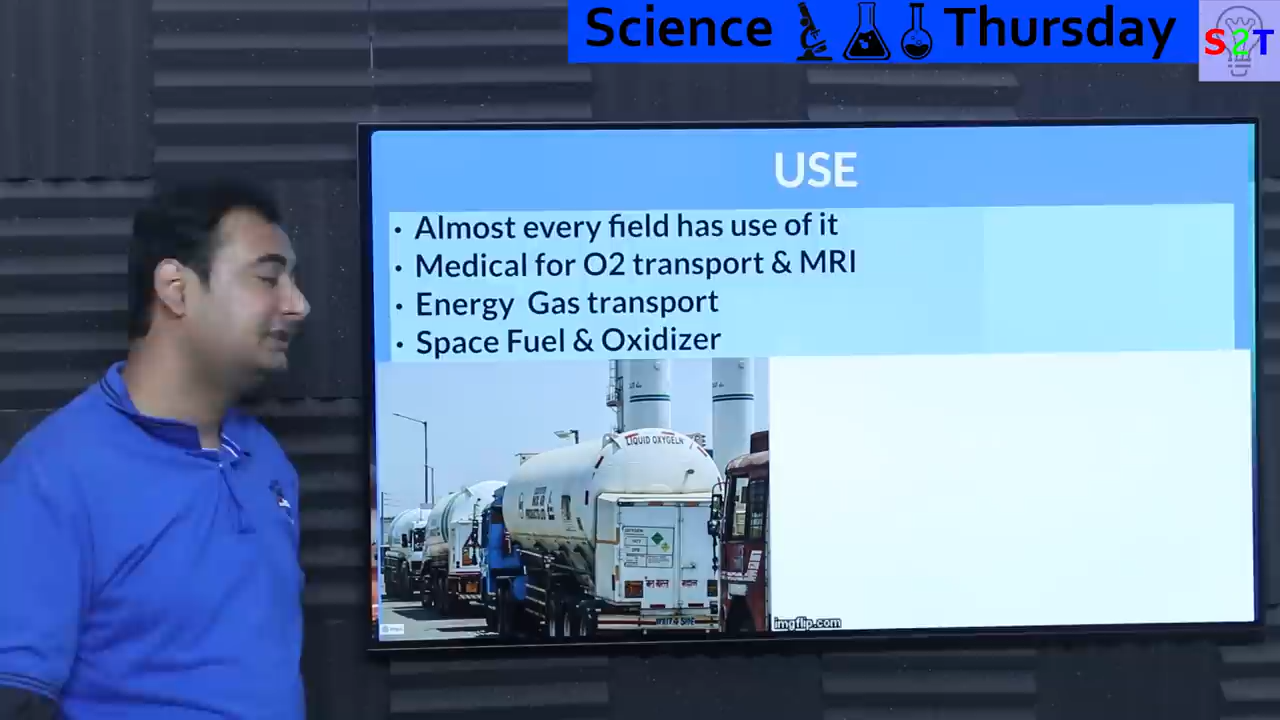 Science Thursday
S2T
USE
• Almost every field has use of it
• Medical for O2 transport & MRI
• Energy Gas transport
• Space Fuel & Oxidizer
LIQUID OXYGEN
OXYGEN
imgflip.com